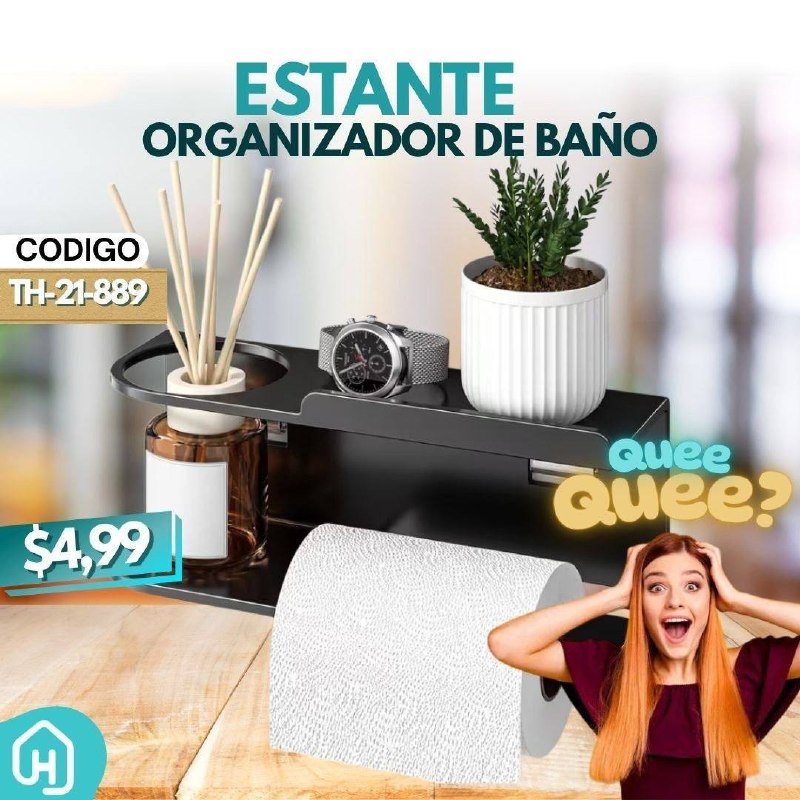 ESTANTE
ORGANIZADOR DE BAÑO
CODIGO
TH-21-889
Quee
Quee?
$4,99
H